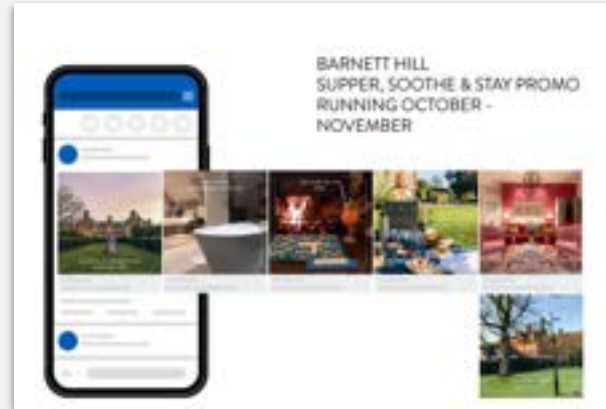 BARNETT HILL
SUPPER, SOOTHE & STAY PROMO
RUNNING OCTOBER -
NOVEMBER